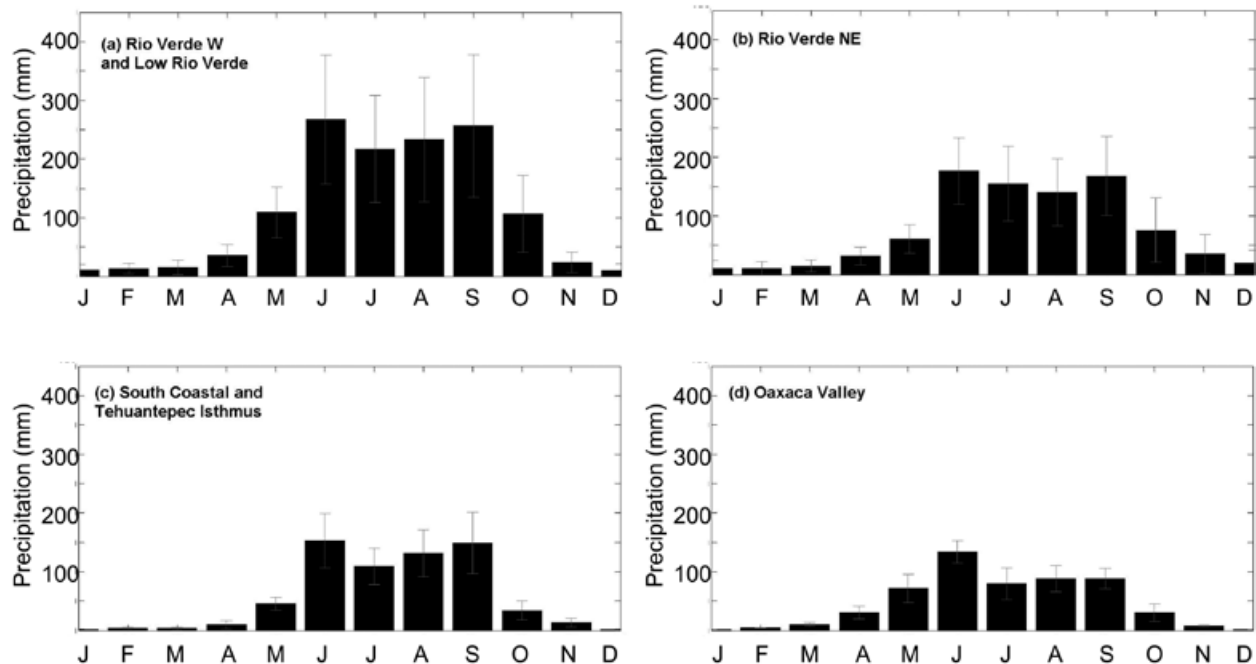 Precipitation (mm)
400
300
200
100
(a) Rio Verde W
and Low Rio Verde
J F M A M J J A S O N D
Precipitation (mm)
400
300
200
100
(b) Rio Verde NE
J F M A M J J A S O N D
Precipitation (mm)
400
300
200
100
(c) South Coastal and
Tehuantepec Isthmus
J F M A M J J A S O N D
Precipitation (mm)
400
300
200
100
(d) Oaxaca Valley
J F M A M J J A S O N D